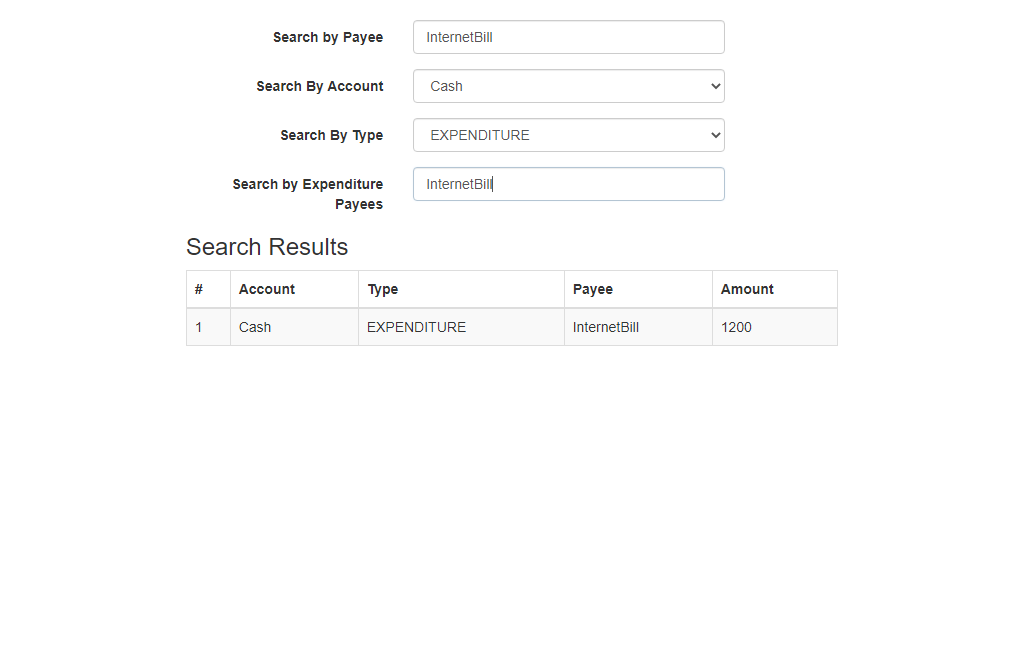 Search by Payee InternetBill
Search By Account Cash
Search By Type EXPENDITURE
Search by Expenditure InternetBill
Payees
Search Results
# Account Type Payee Amount
1 Cash EXPENDITURE InternetBill 1200